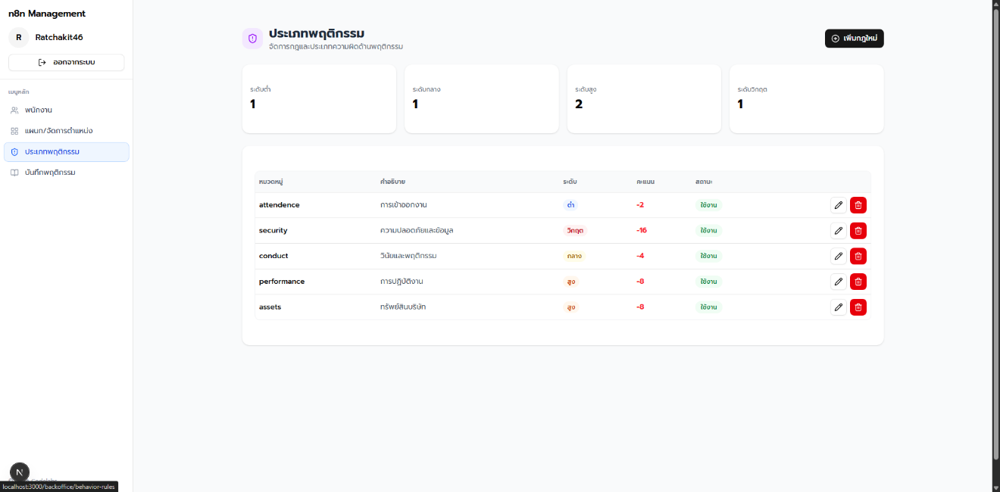 n8n Management
R Ratchakit46
ออกจากระบบ
เมนูหลัก
พนักงาน
แผนก/จัดการตำแหน่ง
ประเภทพฤติกรรม
บันทึกพฤติกรรม
ประเภทพฤติกรรม
จัดการกฎและประเภทความผิดด้านพฤติกรรม
เพิ่มกฎใหม่
ระดับต่ำ ระดับกลาง ระดับสูง ระดับวิกฤต
1 1 2 1
หมวดหมู่ คำอธิบาย ระดับ คะแนน สถานะ
attendence การเข้าออกงาน ต่ำ -2 ใช้งาน
security ความปลอดภัยและข้อมูล วิกฤต -16 ใช้งาน
conduct วินัยและพฤติกรรม กลาง -4 ใช้งาน
performance การปฏิบัติงาน สูง -8 ใช้งาน
assets ทรัพย์สินบริษัท สูง -8 ใช้งาน
N
localhost:3000/backoffice/behavior-rules